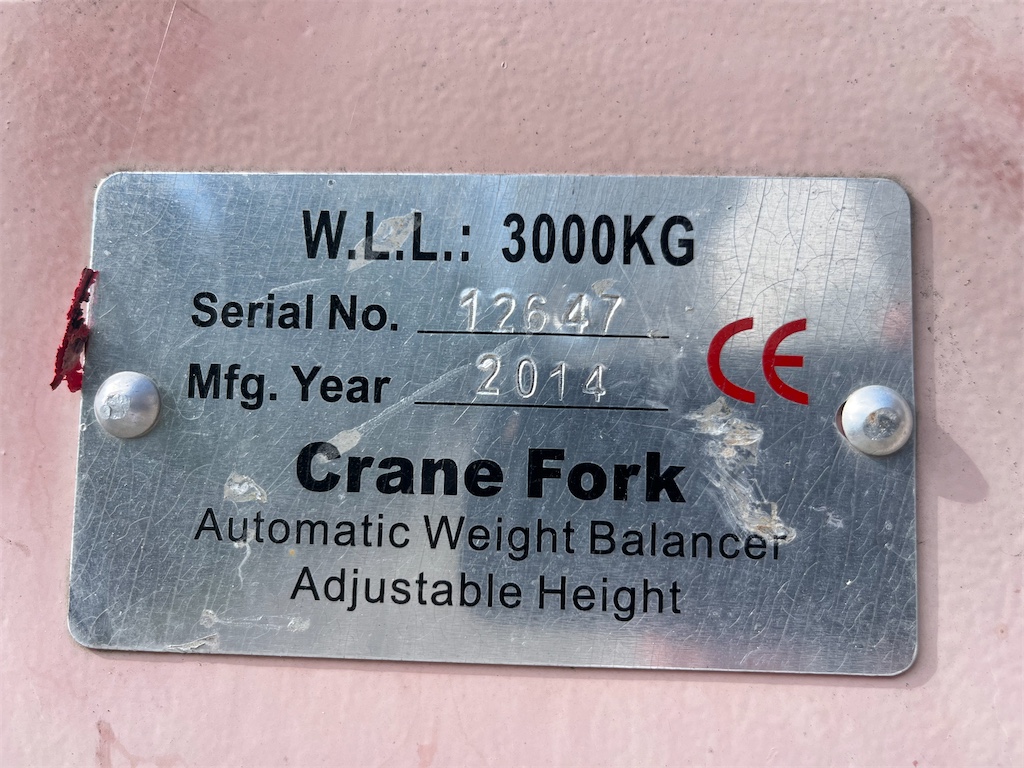 W.L.L.: 3000KG
Serial No. 12647
Mfg. Year 2014
CE
Crane Fork
Automatic Weight Balancer
Adjustable Height